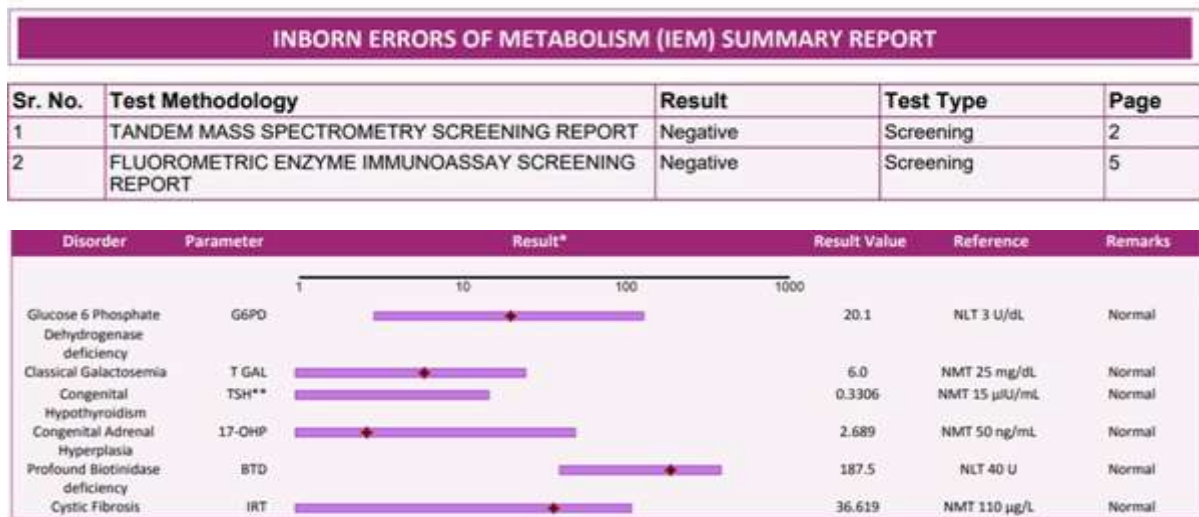 INBORN ERRORS OF METABOLISM (IEM) SUMMARY REPORT
Sr. No. Test Methodology Result Test Type Page
1 TANDEM MASS SPECTROMETRY SCREENING REPORT Negative Screening 2
2 FLUOROMETRIC ENZYME IMMUNOASSAY SCREENING REPORT Negative Screening 5
Disorder Parameter Result* Result Value Reference Remarks
1 10 100 1000
Glucose 6 Phosphate Dehydrogenase deficiency G6PD 20.1 NLT 3 U/dL Normal
Classical Galactosemia T GAL 6.0 NMT 25 mg/dL Normal
Congenital Hypothyroidism TSH** 0.3306 NMT 15 µIU/mL Normal
Congenital Adrenal Hyperplasia 17-OHP 2.689 NMT 50 ng/mL Normal
Profound Biotinidase deficiency BTD 187.5 NLT 40 U Normal
Cystic Fibrosis IRT 36.619 NMT 110 µg/L Normal